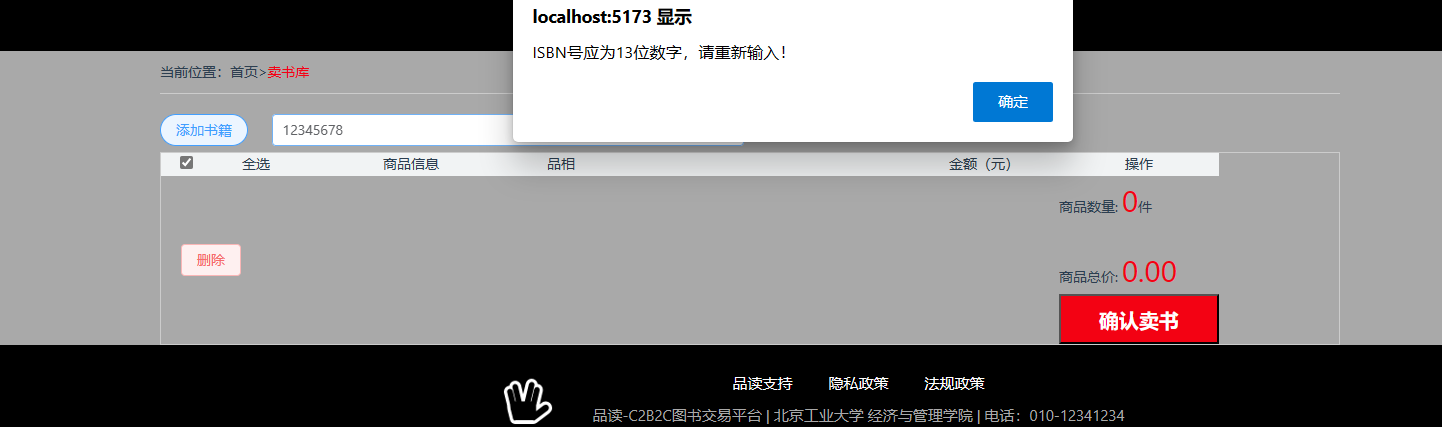 localhost:5173 显示
ISBN号应为13位数字，请重新输入！
确定
当前位置：首页>卖书库
添加书籍 12345678
全选 商品信息 品相 金额（元） 操作
商品数量: 0件
删除
商品总价: 0.00
确认卖书
品读支持 隐私政策 法规政策
品读-C2B2C图书交易平台 | 北京工业大学 经济与管理学院 | 电话：010-12341234